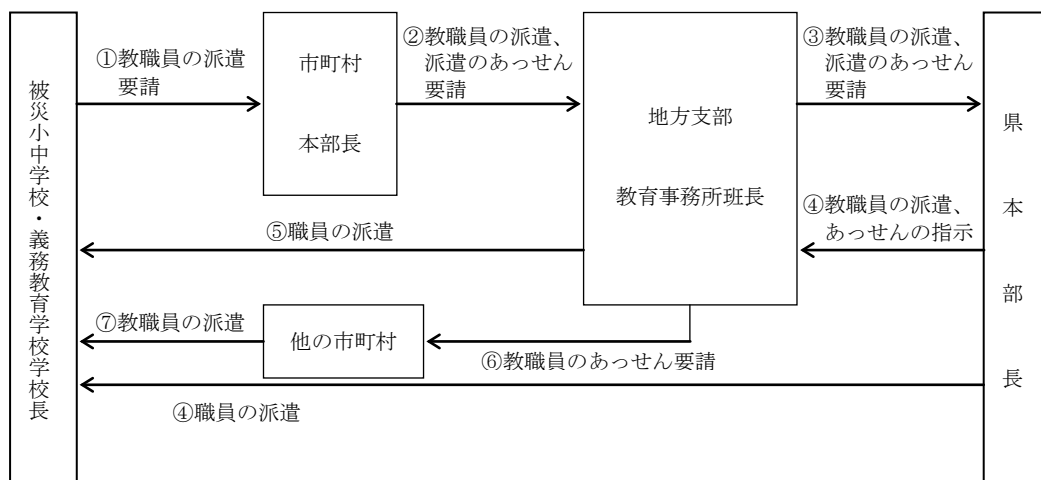 被災小中学校・義務教育学校学校長
①教職員の派遣
要請
市町村
本部長
②教職員の派遣、
派遣のあっせん
要請
地方支部
教育事務所班長
③教職員の派遣、
派遣のあっせん
要請
県本部長
④教職員の派遣、
あっせんの指示
⑤職員の派遣
⑦教職員の派遣
他の市町村
⑥教職員のあっせん要請
④職員の派遣